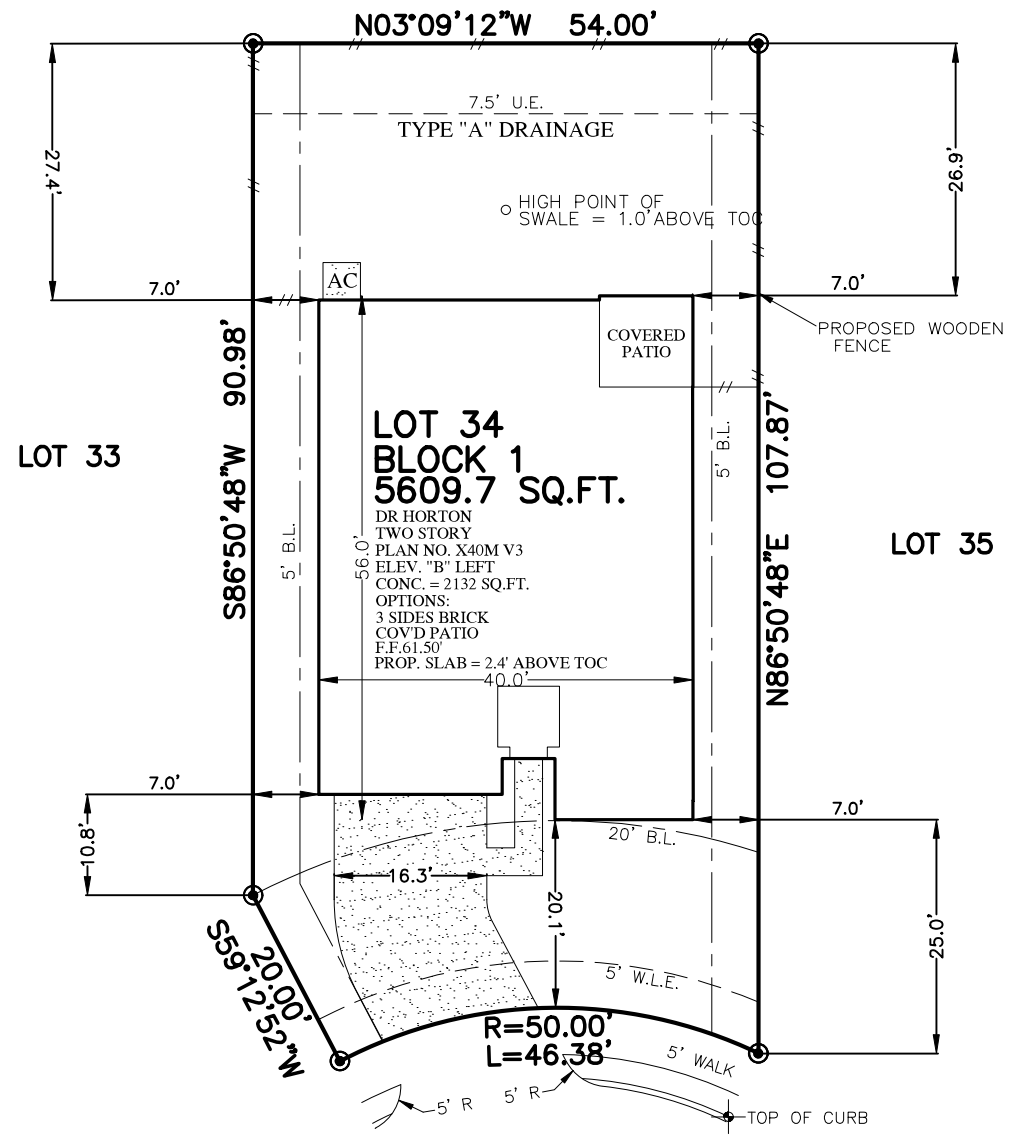 N03°09'12"W 54.00'
7.5' U.E.
TYPE "A" DRAINAGE
27.4'
26.9'
HIGH POINT OF
SWALE = 1.0'ABOVE TOC
AC
7.0'
7.0'
COVERED
PATIO
PROPOSED WOODEN
FENCE
S86°50'48"W 90.98'
N86°50'48"E 107.87'
LOT 33
LOT 34
BLOCK 1
5609.7 SQ.FT.
DR HORTON
TWO STORY
PLAN NO. X40M V3
ELEV. "B" LEFT
CONC. = 2132 SQ.FT.
OPTIONS:
3 SIDES BRICK
COV'D PATIO
F.F.61.50'
PROP. SLAB = 2.4' ABOVE TOC
5' B.L.
56.0'
5' B.L.
LOT 35
40.0'
7.0'
7.0'
10.8'
20' B.L.
16.3'
20.1'
25.0'
S59°12'52"W
20.00'
5' W.L.E.
R=50.00'
L=46.38'
5' WALK
5' R
5' R
TOP OF CURB